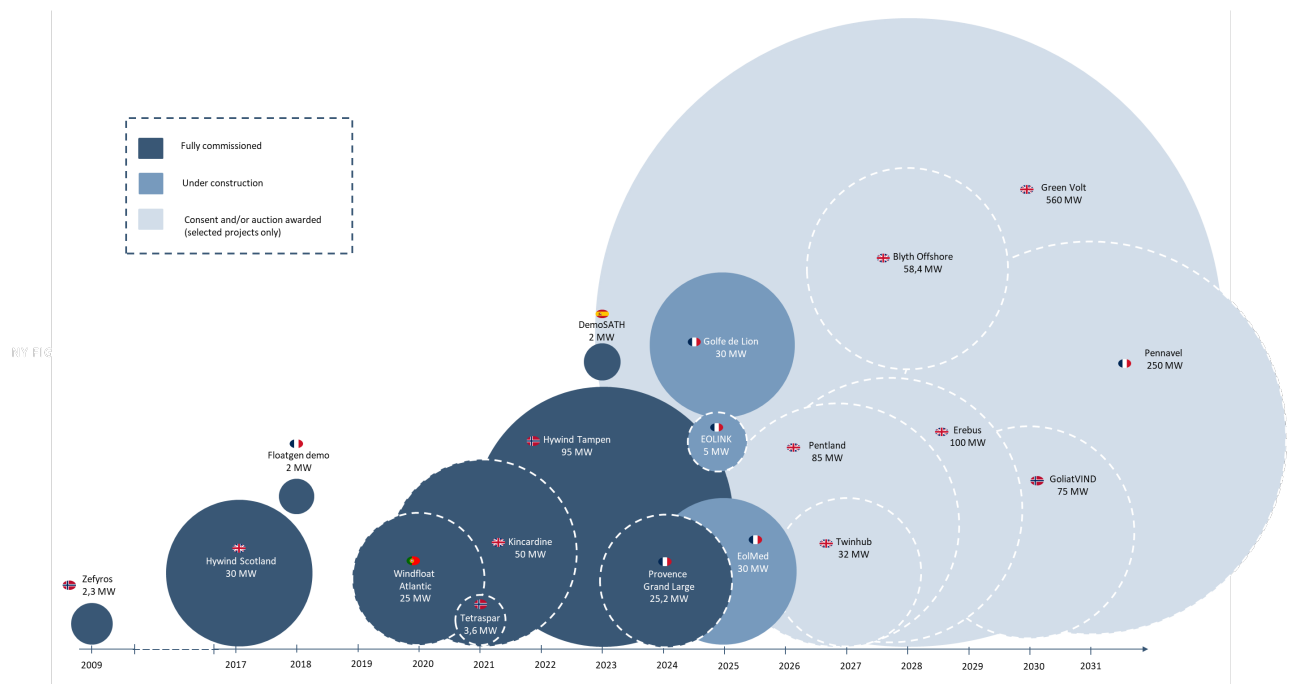 Fully commissioned
Under construction
Consent and/or auction awarded
(selected projects only)
Green Volt
560 MW
Blyth Offshore
58,4 MW
DemoSATH
2 MW
Golfe de Lion
30 MW
Pennavel
250 MW
NY FIG
Hywind Tampen
95 MW
EOLINK
5 MW
Pentland
85 MW
Erebus
100 MW
Floatgen demo
2 MW
GoliatVIND
75 MW
Hywind Scotland
30 MW
Kincardine
50 MW
Twinhub
32 MW
EolMed
30 MW
Zefyros
2,3 MW
Windfloat
Atlantic
25 MW
Provence
Grand Large
25,2 MW
Tetraspar
3,6 MW
2009
2017
2018
2019
2020
2021
2022
2023
2024
2025
2026
2027
2028
2029
2030
2031